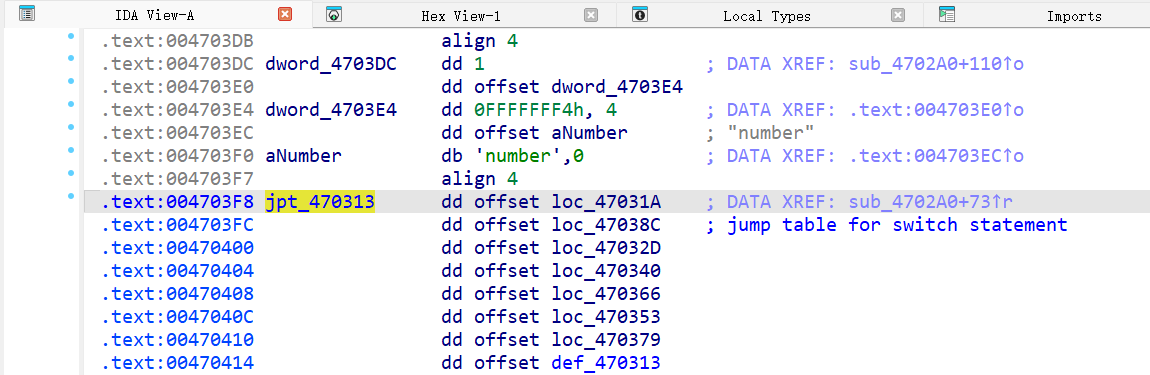 IDA View-A Hex View-1 Local Types Imports
.text:004703DB align 4
.text:004703DC dword_4703DC dd 1 ; DATA XREF: sub_4702A0+110↑o
.text:004703E0 dd offset dword_4703E4
.text:004703E4 dword_4703E4 dd 0FFFFFFF4h, 4 ; DATA XREF: .text:004703E0↑o
.text:004703EC dd offset aNumber ; "number"
.text:004703F0 aNumber db 'number',0 ; DATA XREF: .text:004703EC↑o
.text:004703F7 align 4
.text:004703F8 jpt_470313 dd offset loc_47031A ; DATA XREF: sub_4702A0+73↑r
.text:004703FC dd offset loc_47038C ; jump table for switch statement
.text:00470400 dd offset loc_47032D
.text:00470404 dd offset loc_470340
.text:00470408 dd offset loc_470366
.text:0047040C dd offset loc_470353
.text:00470410 dd offset loc_470379
.text:00470414 dd offset def_470313